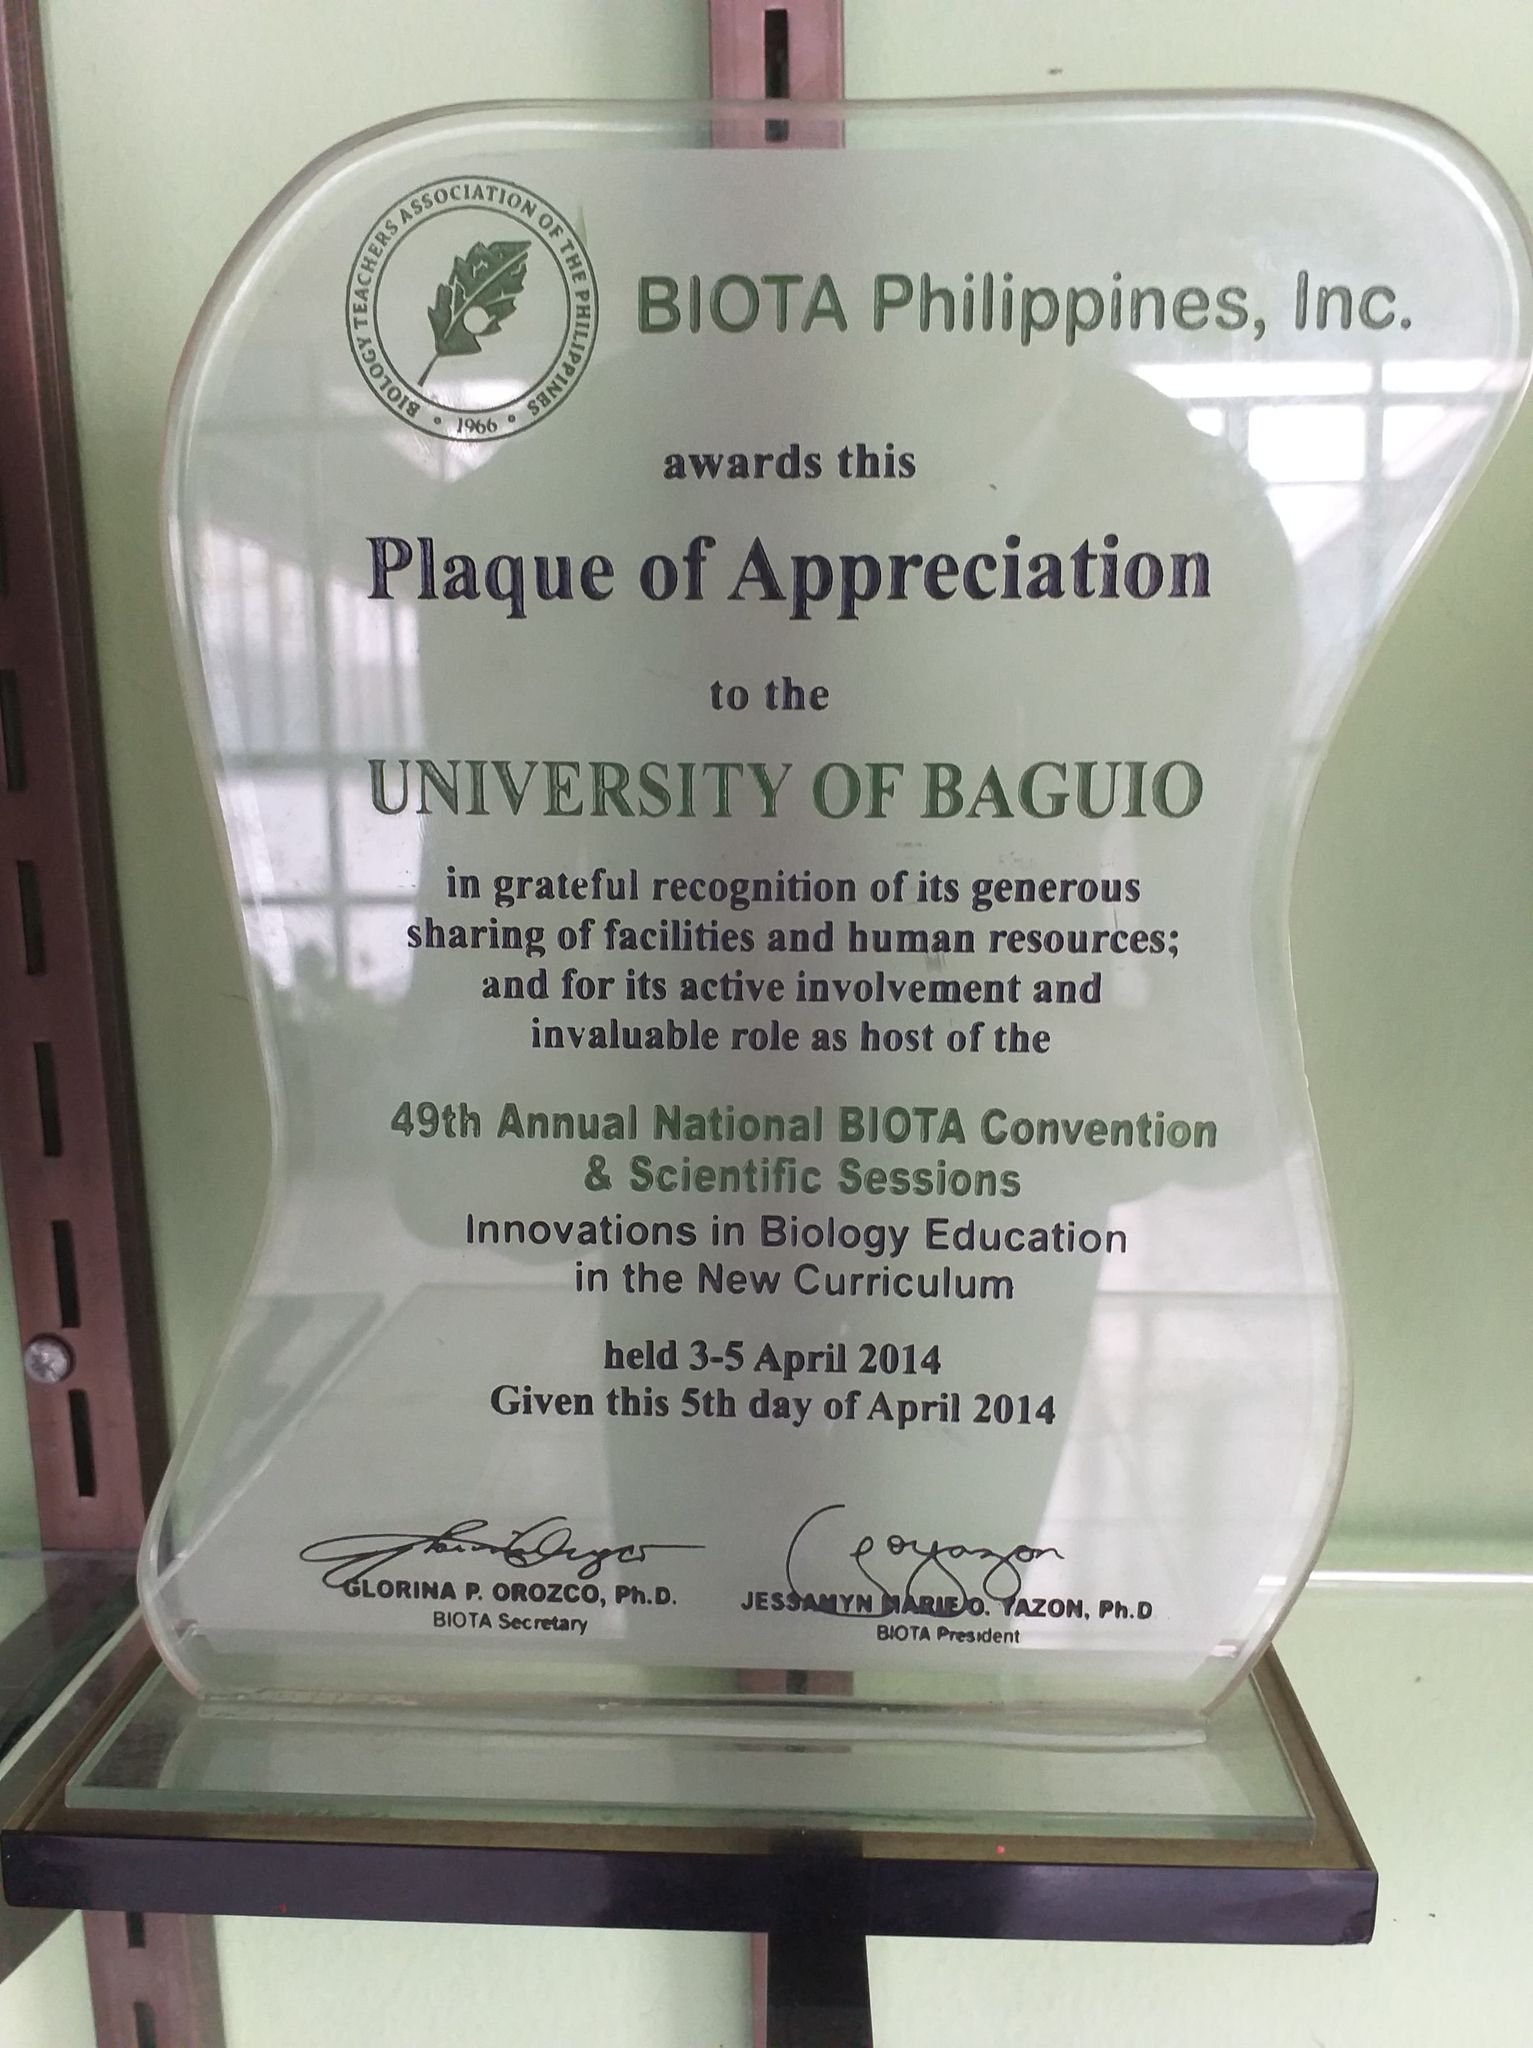 BIOLOGY TEACHERS ASSOCIATION OF THE PHILIPPINES
• 1966 •
BIOTA Philippines, Inc.
awards this
Plaque of Appreciation
to the
UNIVERSITY OF BAGUIO
in grateful recognition of its generous
sharing of facilities and human resources;
and for its active involvement and
invaluable role as host of the
49th Annual National BIOTA Convention
& Scientific Sessions
Innovations in Biology Education
in the New Curriculum
held 3-5 April 2014
Given this 5th day of April 2014
GLORINA P. OROZCO, Ph.D.
BIOTA Secretary
JESSAMYN MARIE O. YAZON, Ph.D
BIOTA President